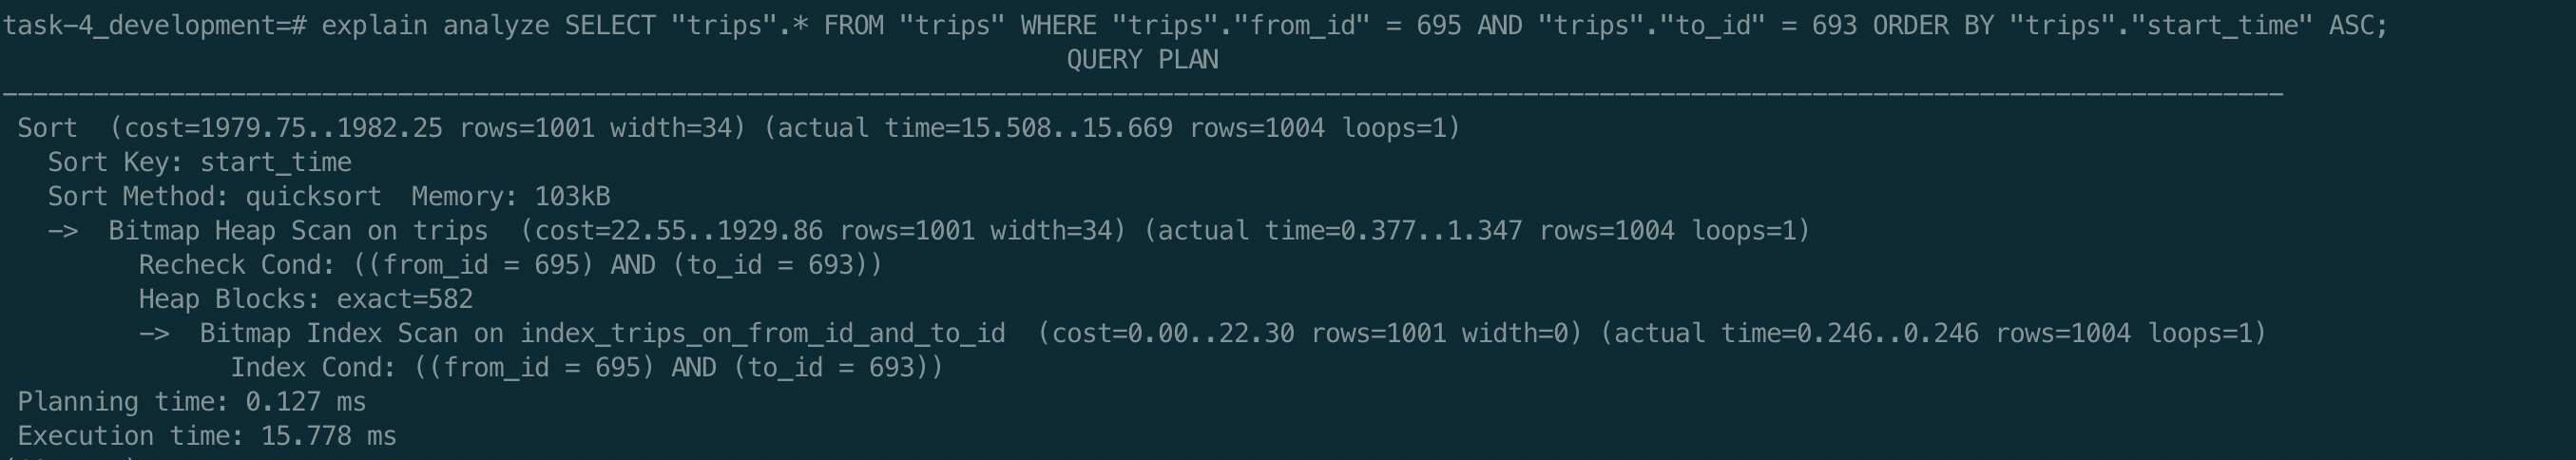 task-4_development=# explain analyze SELECT "trips".* FROM "trips" WHERE "trips"."from_id" = 695 AND "trips"."to_id" = 693 ORDER BY "trips"."start_time" ASC;
QUERY PLAN
------------------------------------------------------------------------------------------------------------------------------------------------------
Sort  (cost=1979.75..1982.25 rows=1001 width=34) (actual time=15.508..15.669 rows=1004 loops=1)
  Sort Key: start_time
  Sort Method: quicksort  Memory: 103kB
  ->  Bitmap Heap Scan on trips  (cost=22.55..1929.86 rows=1001 width=34) (actual time=0.377..1.347 rows=1004 loops=1)
        Recheck Cond: ((from_id = 695) AND (to_id = 693))
        Heap Blocks: exact=582
        ->  Bitmap Index Scan on index_trips_on_from_id_and_to_id  (cost=0.00..22.30 rows=1001 width=0) (actual time=0.246..0.246 rows=1004 loops=1)
              Index Cond: ((from_id = 695) AND (to_id = 693))
Planning time: 0.127 ms
Execution time: 15.778 ms